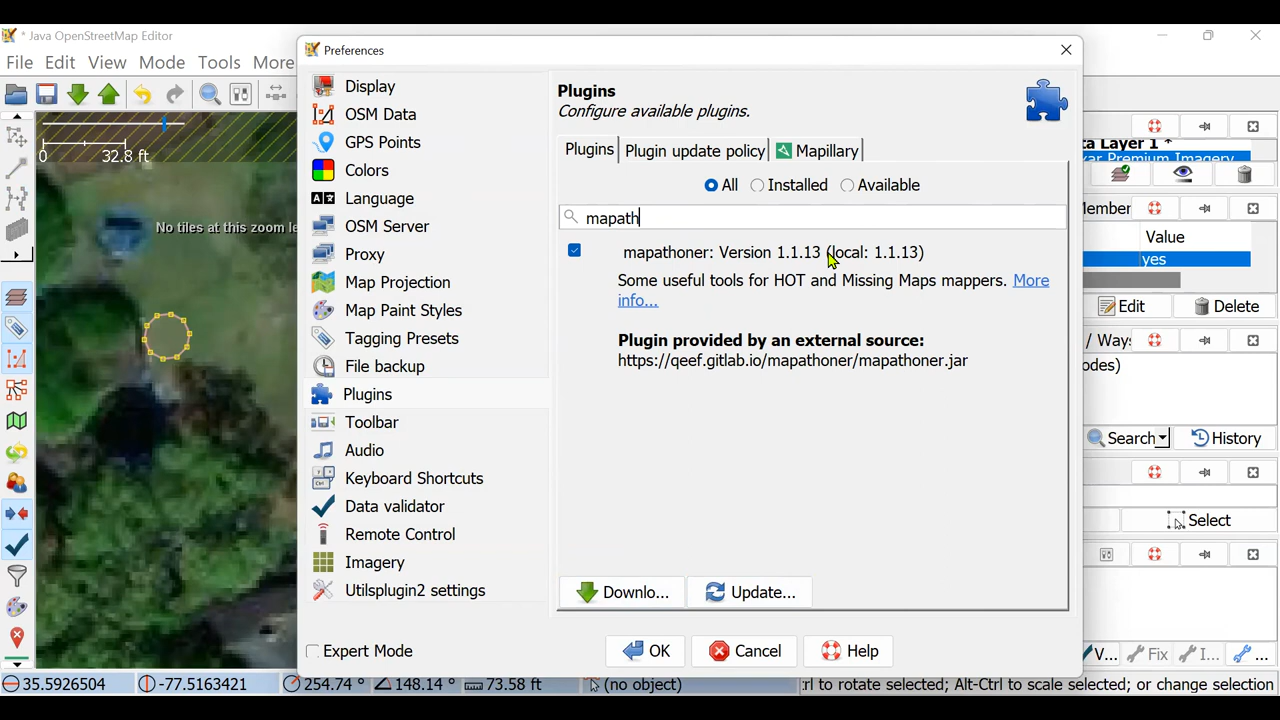 * Java OpenStreetMap Editor
File Edit View Mode Tools More
0 32.8 ft
No tiles at this zoom le
Preferences
Display
OSM Data
GPS Points
Colors
Language
OSM Server
Proxy
Map Projection
Map Paint Styles
Tagging Presets
File backup
Plugins
Toolbar
Audio
Keyboard Shortcuts
Data validator
Remote Control
Imagery
Utilsplugin2 settings
Expert Mode
Plugins
Configure available plugins.
Plugins Plugin update policy Mapillary
All Installed Available
mapath
mapathoner: Version 1.1.13 (local: 1.1.13)
Some useful tools for HOT and Missing Maps mappers. More
info...
Plugin provided by an external source:
https://qeef.gitlab.io/mapathoner/mapathoner.jar
Downlo... Update...
OK Cancel Help
ta Layer 1 *
ar Premium Imagery
Member
Value
yes
Edit Delete
/ Ways
odes)
Search History
Select
V... Fix I... ...
35.5926504 -77.5163421 254.74 ° 148.14 ° 73.58 ft (no object) rl to rotate selected; Alt-Ctrl to scale selected; or change selection